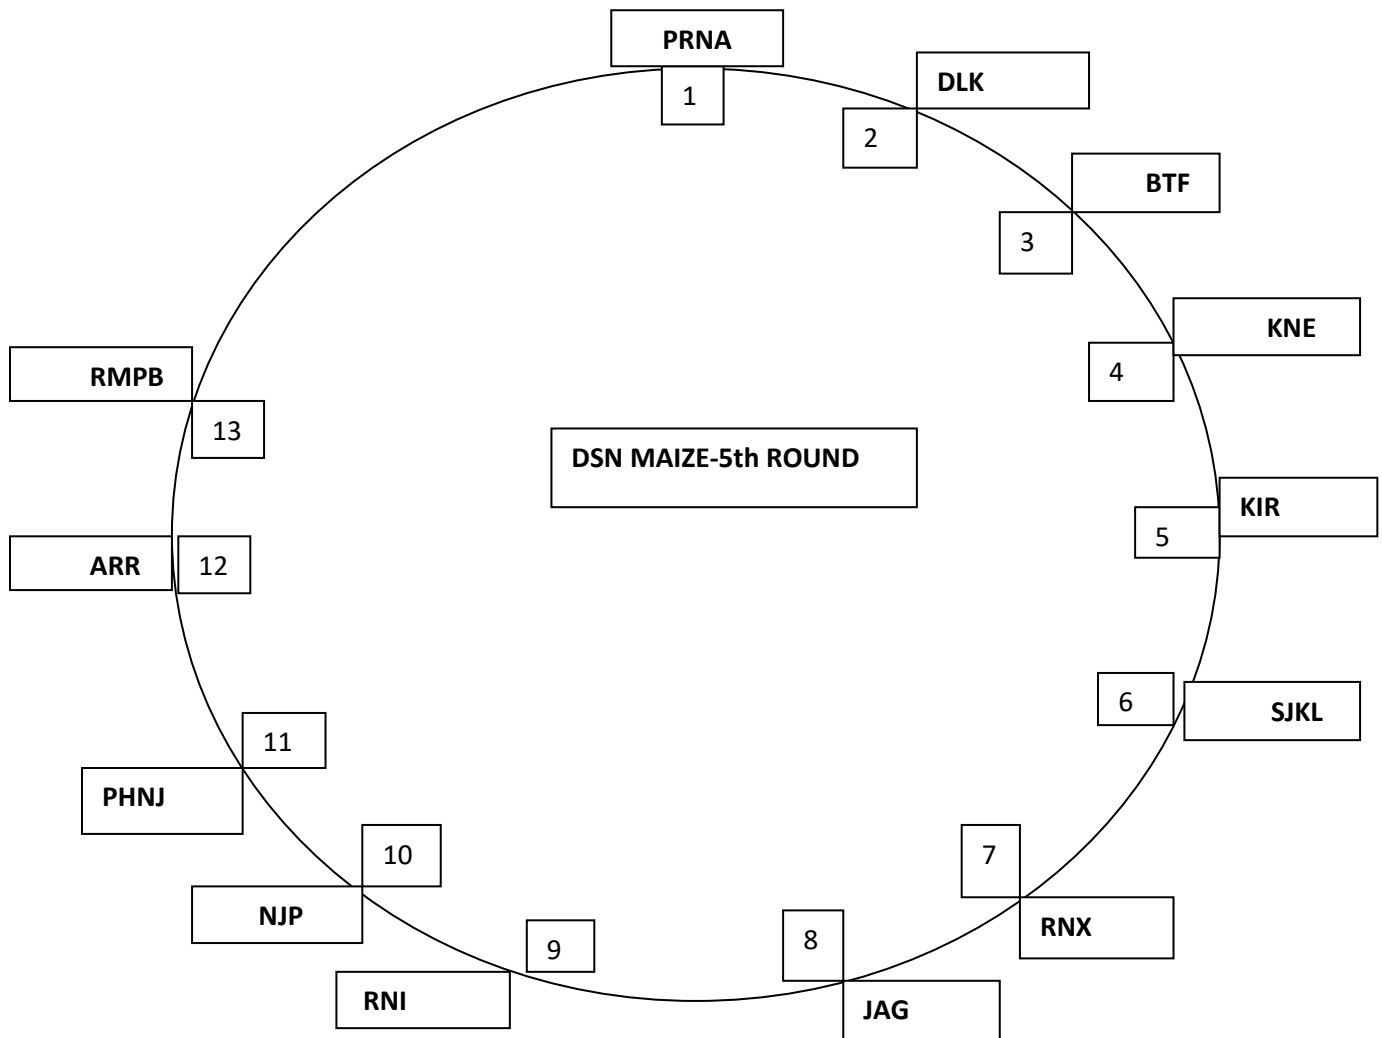 PRNA
1
DLK
2
BTF
3
KNE
4
KIR
5
SJKL
6
RNX
7
JAG
8
RNI
9
NJP
10
PHNJ
11
ARR
12
RMPB
13
DSN MAIZE-5th ROUND